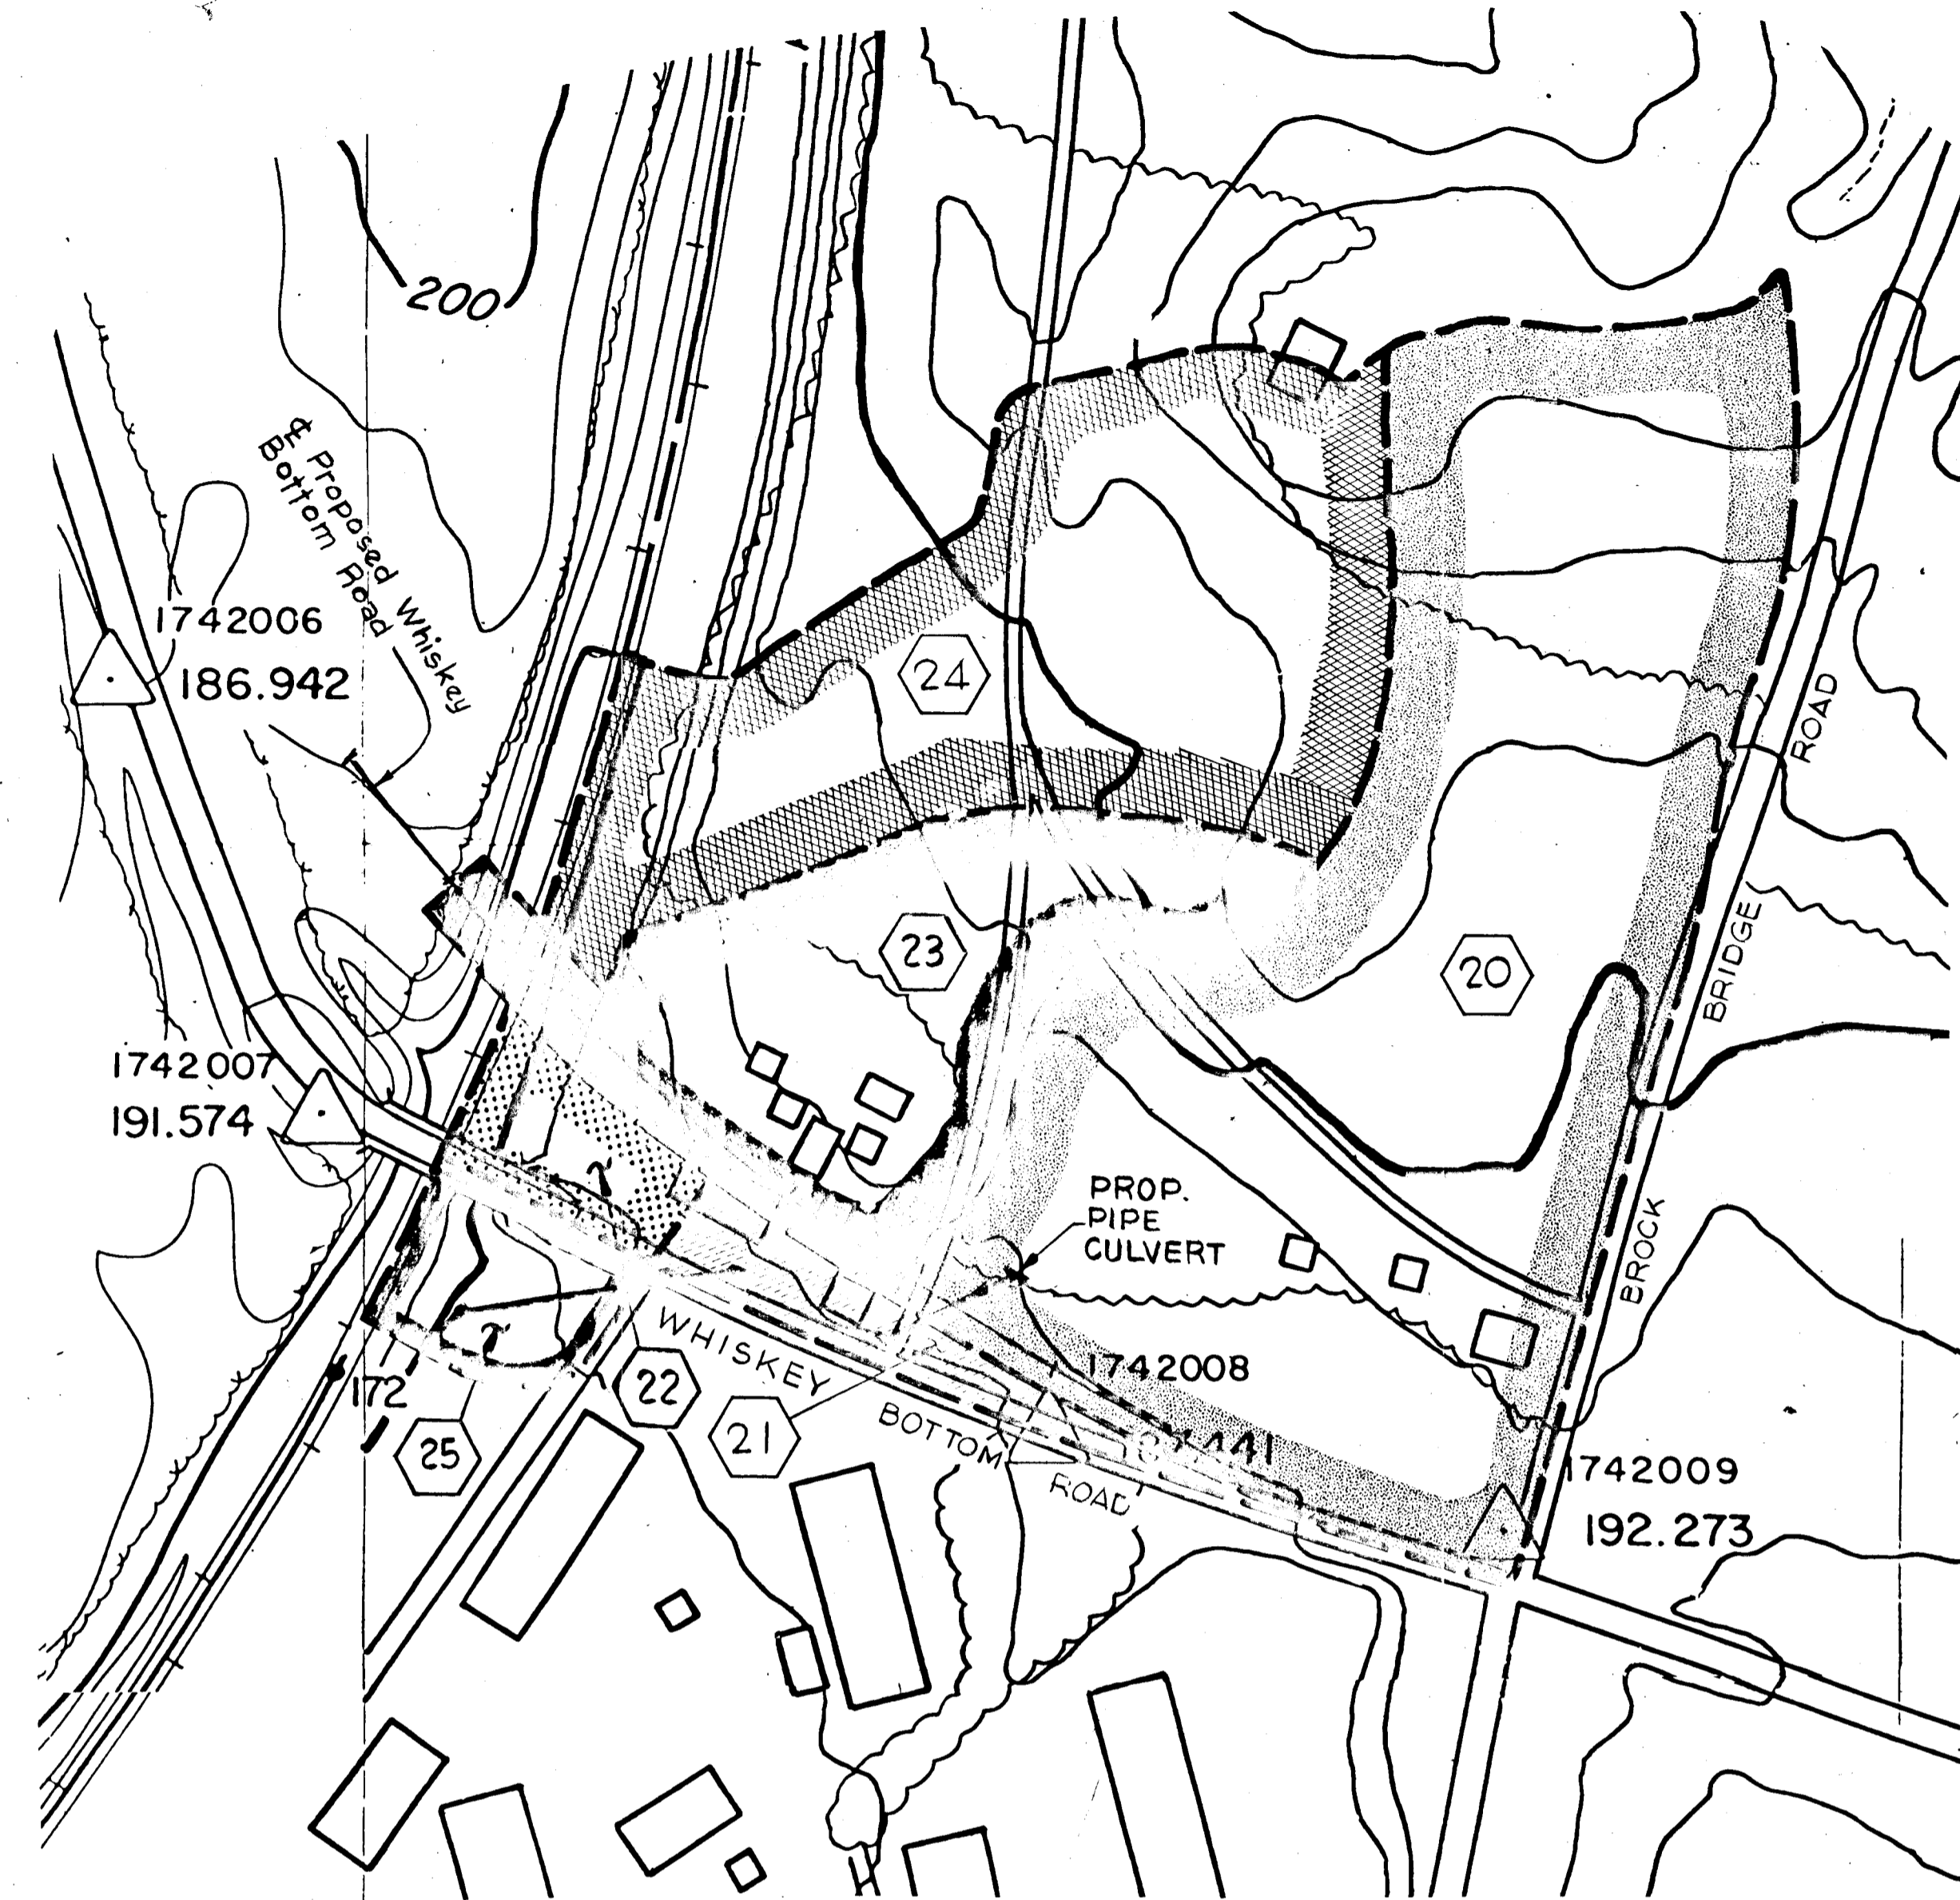 200
℄ Proposed Whiskey
Bottom Road
1742006
186.942
24
ROAD
BRIDGE
BROCK
23
20
1742007
191.574
PROP.
PIPE
CULVERT
WHISKEY
BOTTOM
ROAD
1742008
441
172
22
21
25
1742009
192.273